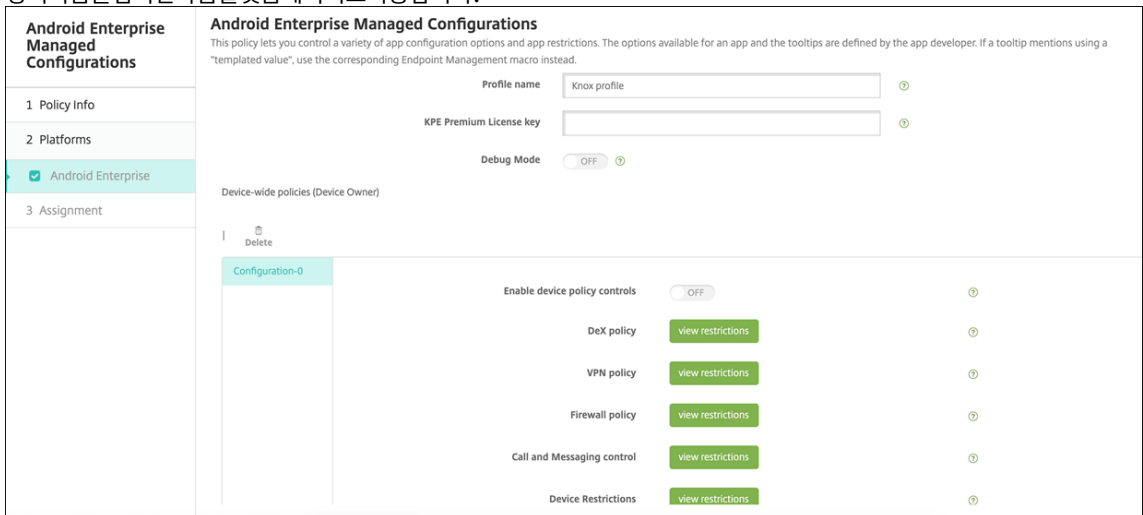 Android Enterprise
Managed
Configurations
1 Policy Info
2 Platforms
Android Enterprise
3 Assignment
Android Enterprise Managed Configurations
This policy lets you control a variety of app configuration options and app restrictions. The options available for an app and the tooltips are defined by the app developer. If a tooltip mentions using a
"templated value", use the corresponding Endpoint Management macro instead.
Profile name Knox profile
KPE Premium License key
Debug Mode OFF
Device-wide policies (Device Owner)
Delete
Configuration-0
Enable device policy controls OFF
DeX policy view restrictions
VPN policy view restrictions
Firewall policy view restrictions
Call and Messaging control view restrictions
Device Restrictions view restrictions